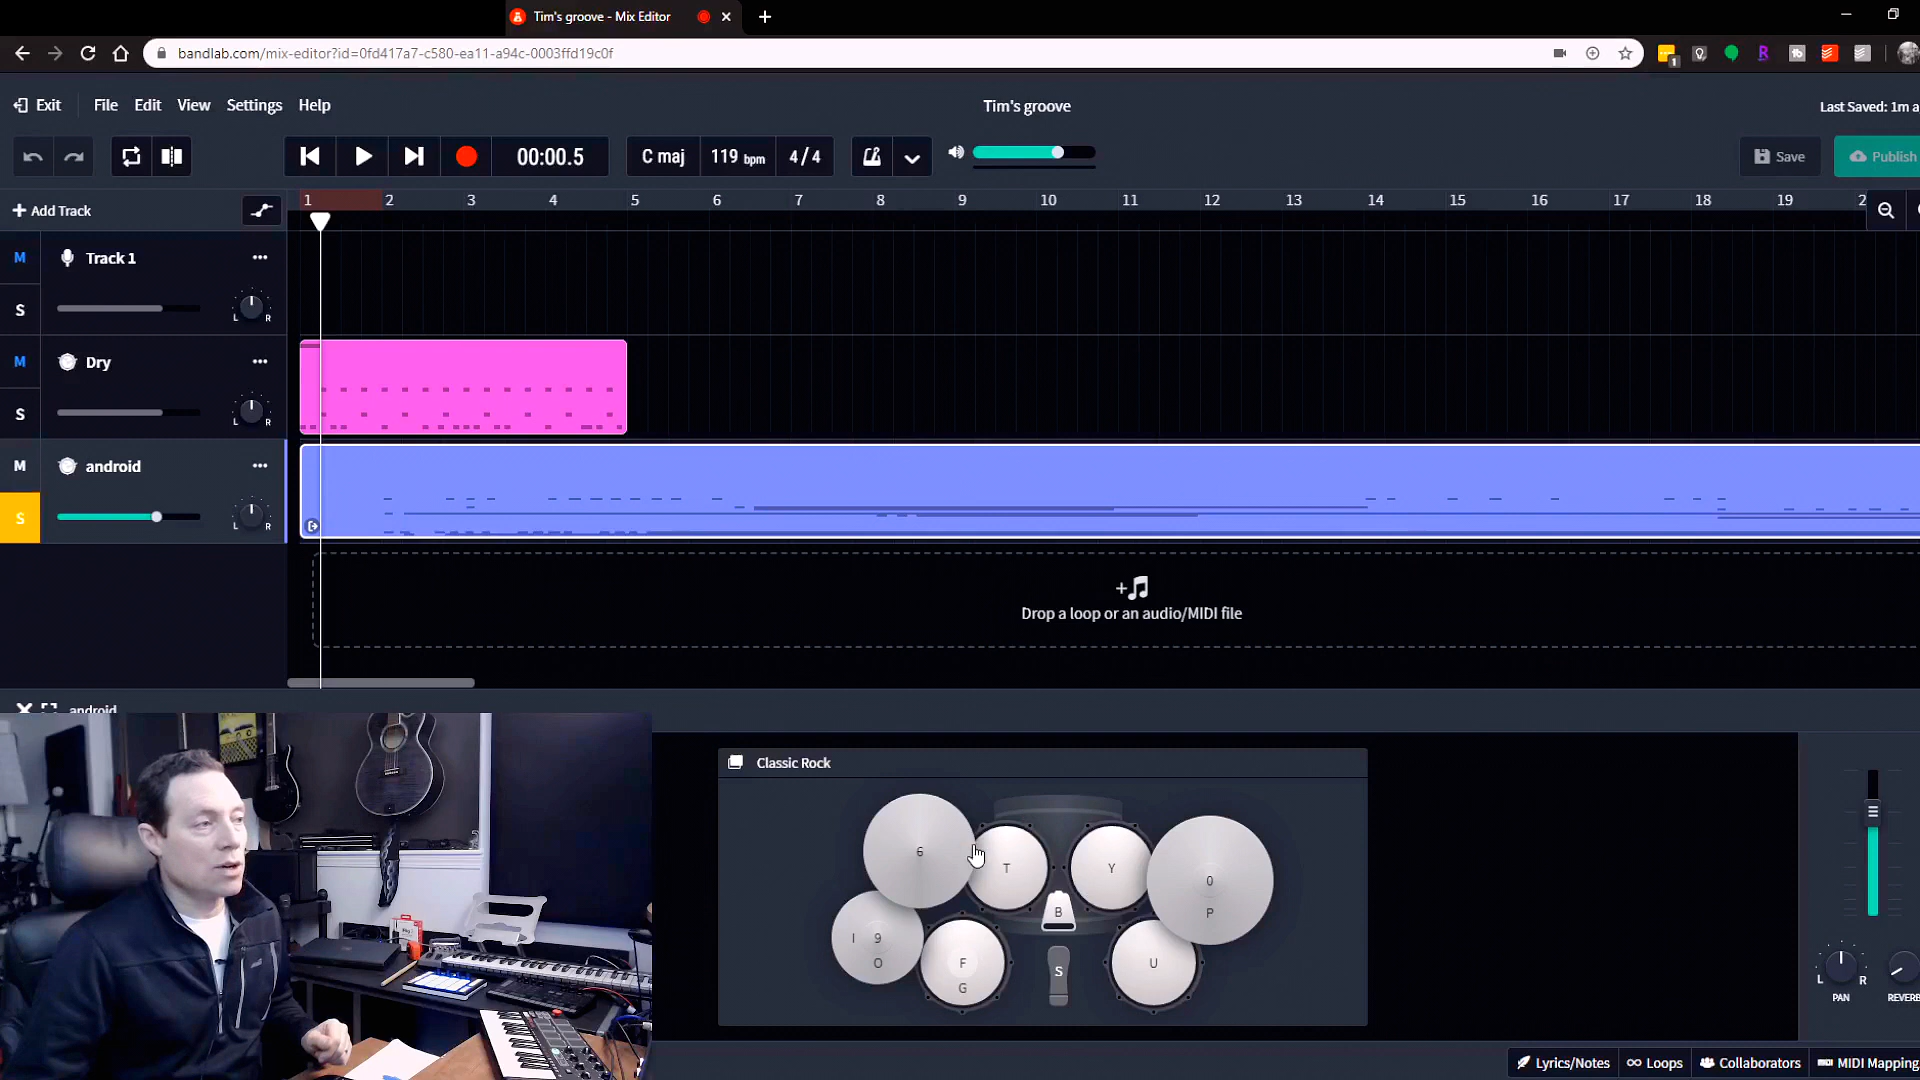 Tim's groove - Mix Editor
bandlab.com/mix-editor?id=0fd417a7-c580-ea11-a94c-0003ffd19c0f
1
Exit File Edit View Settings Help
Tim's groove
Last Saved: 1m a
00:00.5
C maj 119 bpm 4/4
Save Publish
+ Add Track
1 2 3 4 5 6 7 8 9 10 11 12 13 14 15 16 17 18 19 2
M Track 1 •••
S L R
M Dry •••
S L R
M android •••
S L R
Drop a loop or an audio/MIDI file
android
Classic Rock
6 T Y 0
B P
I 9 F S U
O G
L R
PAN REVERB
Lyrics/Notes Loops Collaborators MIDI Mapping